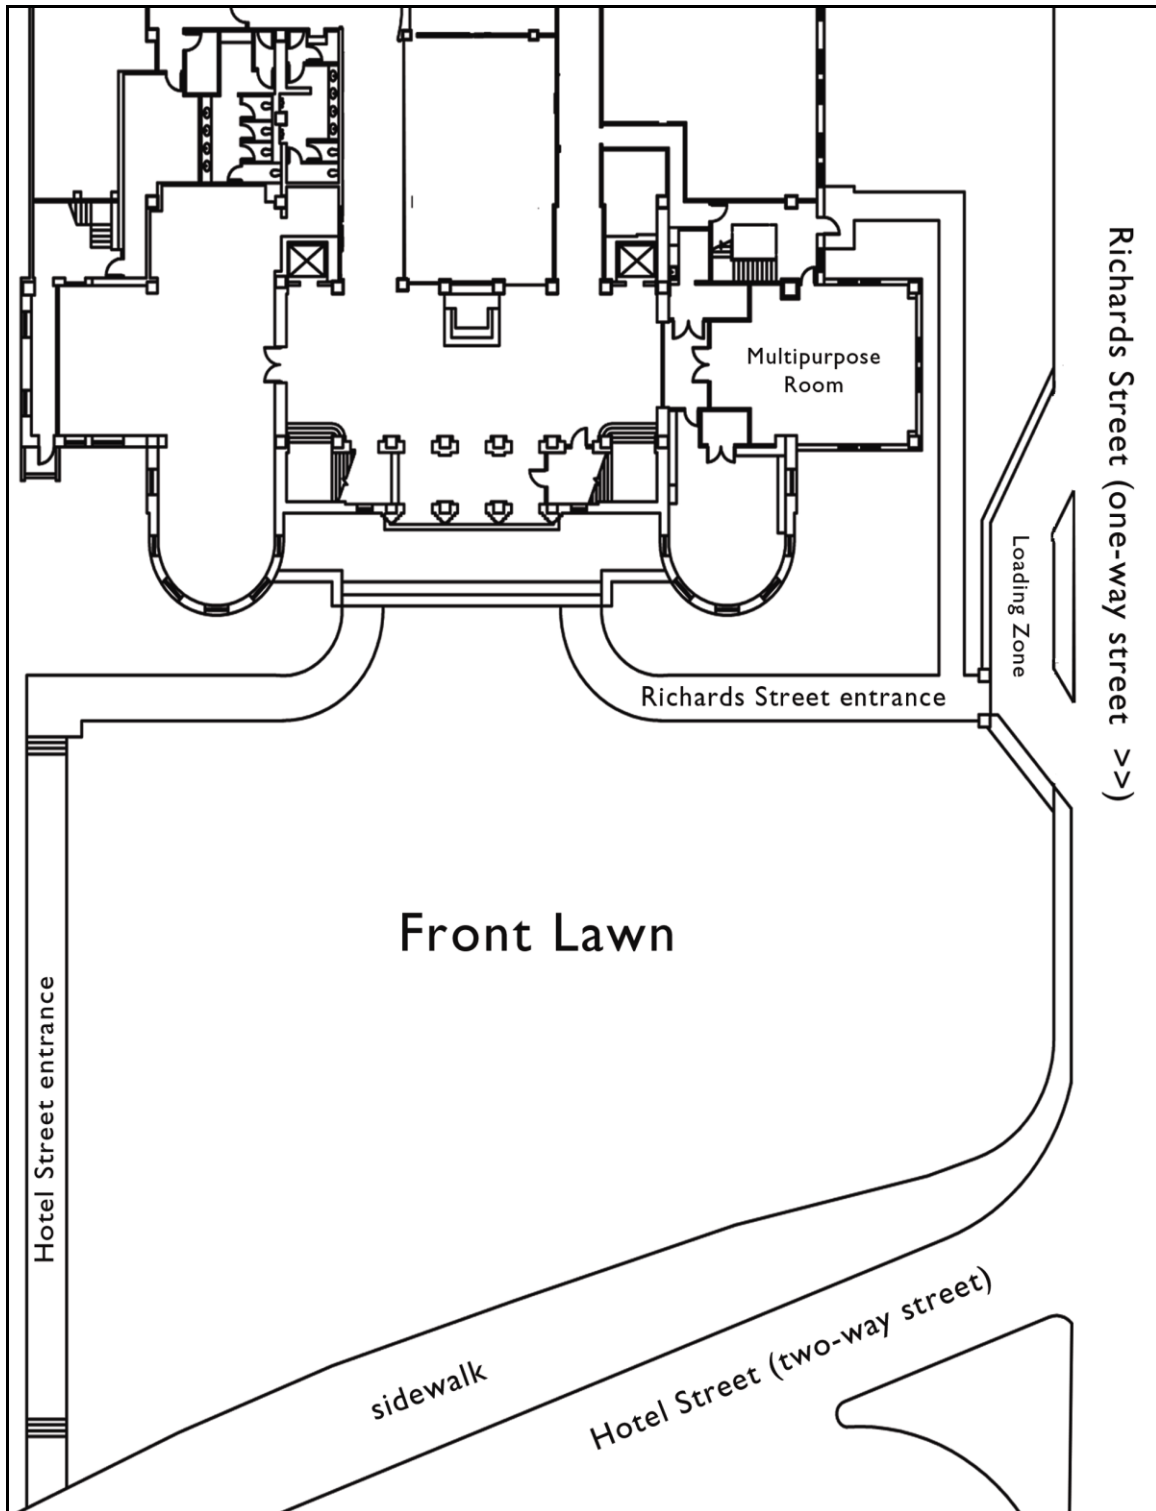 Multipurpose
Room
Richards Street (one-way street >>)
Loading Zone
Richards Street entrance
Front Lawn
Hotel Street entrance
sidewalk
Hotel Street (two-way street)